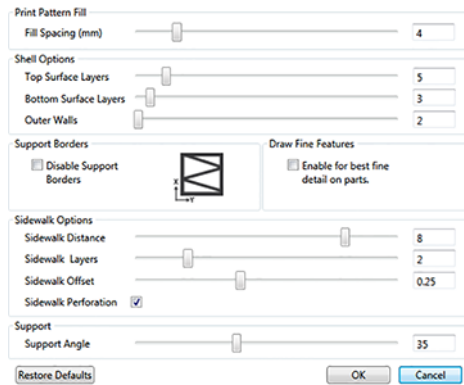 Print Pattern Fill
Fill Spacing (mm) 4
Shell Options
Top Surface Layers 5
Bottom Surface Layers 3
Outer Walls 2
Support Borders Draw Fine Features
Disable Support Enable for best fine
Borders detail on parts.
X
Y
Sidewalk Options
Sidewalk Distance 8
Sidewalk Layers 2
Sidewalk Offset 0.25
Sidewalk Perforation
Support
Support Angle 35
Restore Defaults OK Cancel